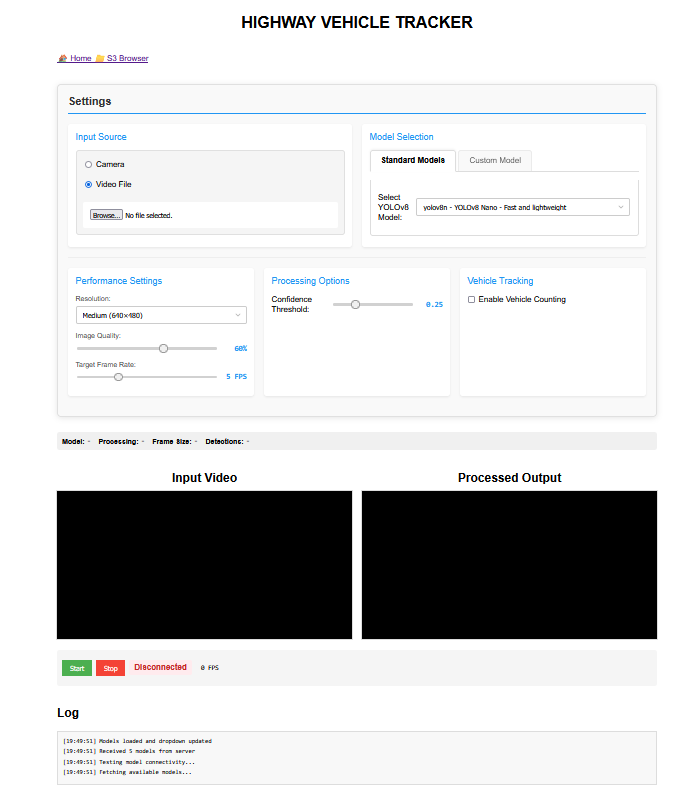 HIGHWAY VEHICLE TRACKER
Home S3 Browser
Settings
Input Source
Camera
Video File
Browse... No file selected.
Model Selection
Standard Models Custom Model
Select
YOLOv8
Model:
yolov8n - YOLOv8 Nano - Fast and lightweight
Performance Settings
Resolution:
Medium (640×480)
Image Quality:
60%
Target Frame Rate:
5 FPS
Processing Options
Confidence
Threshold:
0.25
Vehicle Tracking
Enable Vehicle Counting
Model: - Processing: - Frame Size: - Detections: -
Input Video
Processed Output
Start Stop Disconnected 0 FPS
Log
[19:49:51] Models loaded and dropdown updated
[19:49:51] Received 5 models from server
[19:49:51] Testing model connectivity...
[19:49:51] Fetching available models...